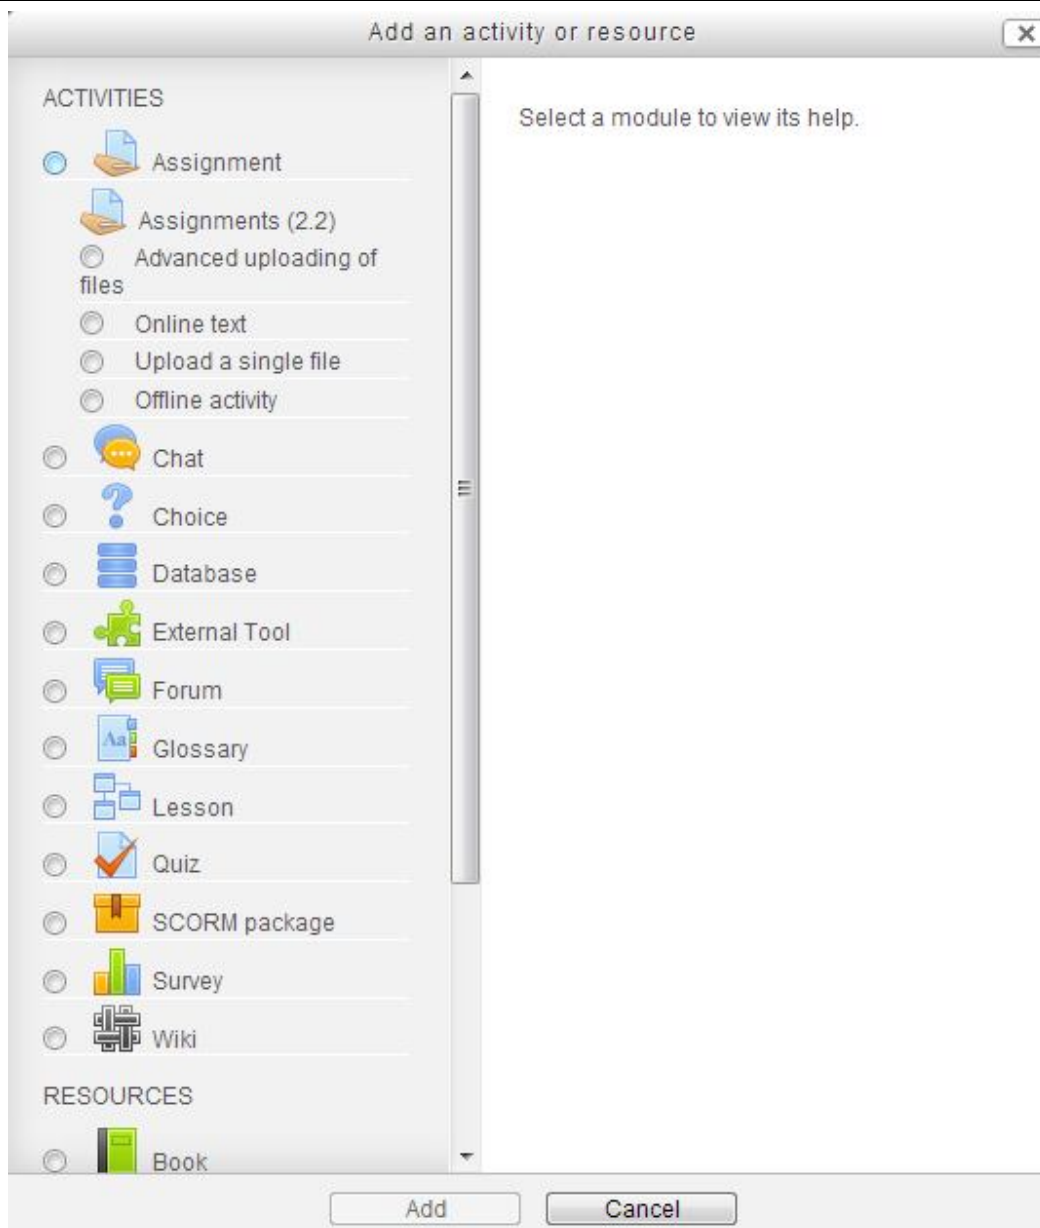 Add an activity or resource
ACTIVITIES
Assignment
Assignments (2.2)
Advanced uploading of
files
Online text
Upload a single file
Offline activity
Chat
Choice
Database
External Tool
Forum
Aa
Glossary
Lesson
Quiz
SCORM package
Survey
Wiki
RESOURCES
Book
Select a module to view its help.
Add
Cancel